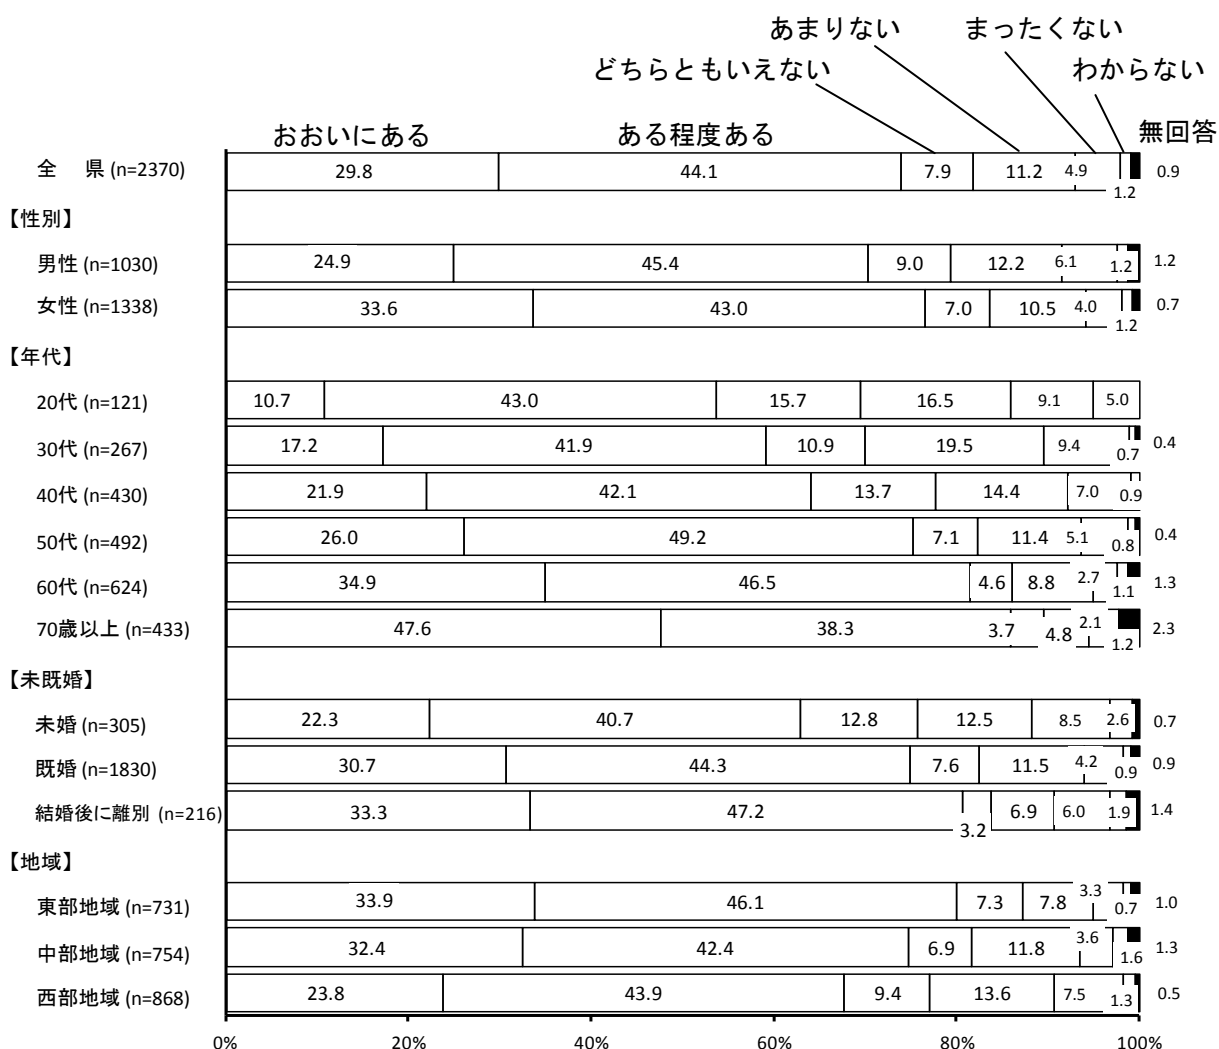 あまりない まったくない
どちらともいえない わからない
おおいにある ある程度ある 無回答
全 県 (n=2370) 29.8 44.1 7.9 11.2 4.9 1.2 0.9
【性別】
男性 (n=1030) 24.9 45.4 9.0 12.2 6.1 1.2 1.2
女性 (n=1338) 33.6 43.0 7.0 10.5 4.0 1.2 0.7
【年代】
20代 (n=121) 10.7 43.0 15.7 16.5 9.1 5.0
30代 (n=267) 17.2 41.9 10.9 19.5 9.4 0.7 0.4
40代 (n=430) 21.9 42.1 13.7 14.4 7.0 0.9
50代 (n=492) 26.0 49.2 7.1 11.4 5.1 0.8 0.4
60代 (n=624) 34.9 46.5 4.6 8.8 2.7 1.1 1.3
70歳以上 (n=433) 47.6 38.3 3.7 4.8 2.1 1.2 2.3
【未既婚】
未婚 (n=305) 22.3 40.7 12.8 12.5 8.5 2.6 0.7
既婚 (n=1830) 30.7 44.3 7.6 11.5 4.2 0.9 0.9
結婚後に離別 (n=216) 33.3 47.2 3.2 6.9 6.0 1.9 1.4
【地域】
東部地域 (n=731) 33.9 46.1 7.3 7.8 3.3 0.7 1.0
中部地域 (n=754) 32.4 42.4 6.9 11.8 3.6 1.6 1.3
西部地域 (n=868) 23.8 43.9 9.4 13.6 7.5 1.3 0.5
0% 20% 40% 60% 80% 100%